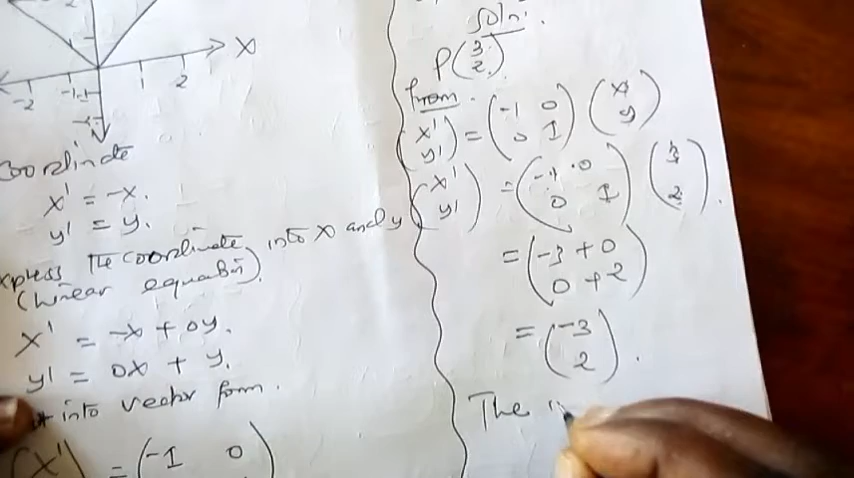 X
-2 -1 1 2
-1
Coordinate
x' = -x.
y' = y.
Express the coordinate into x and y
(Linear equation).
x' = -x + 0y.
y' = 0x + y.
into vector form.
(x') = (-1 0)
Soln.
P(3
2)
from.
(x'
y') = (-1 0
0 1) (x
y)
(x'
y') = (-1 0
0 1) (3
2).
= (-3 + 0
0 + 2)
= (-3
2).
The